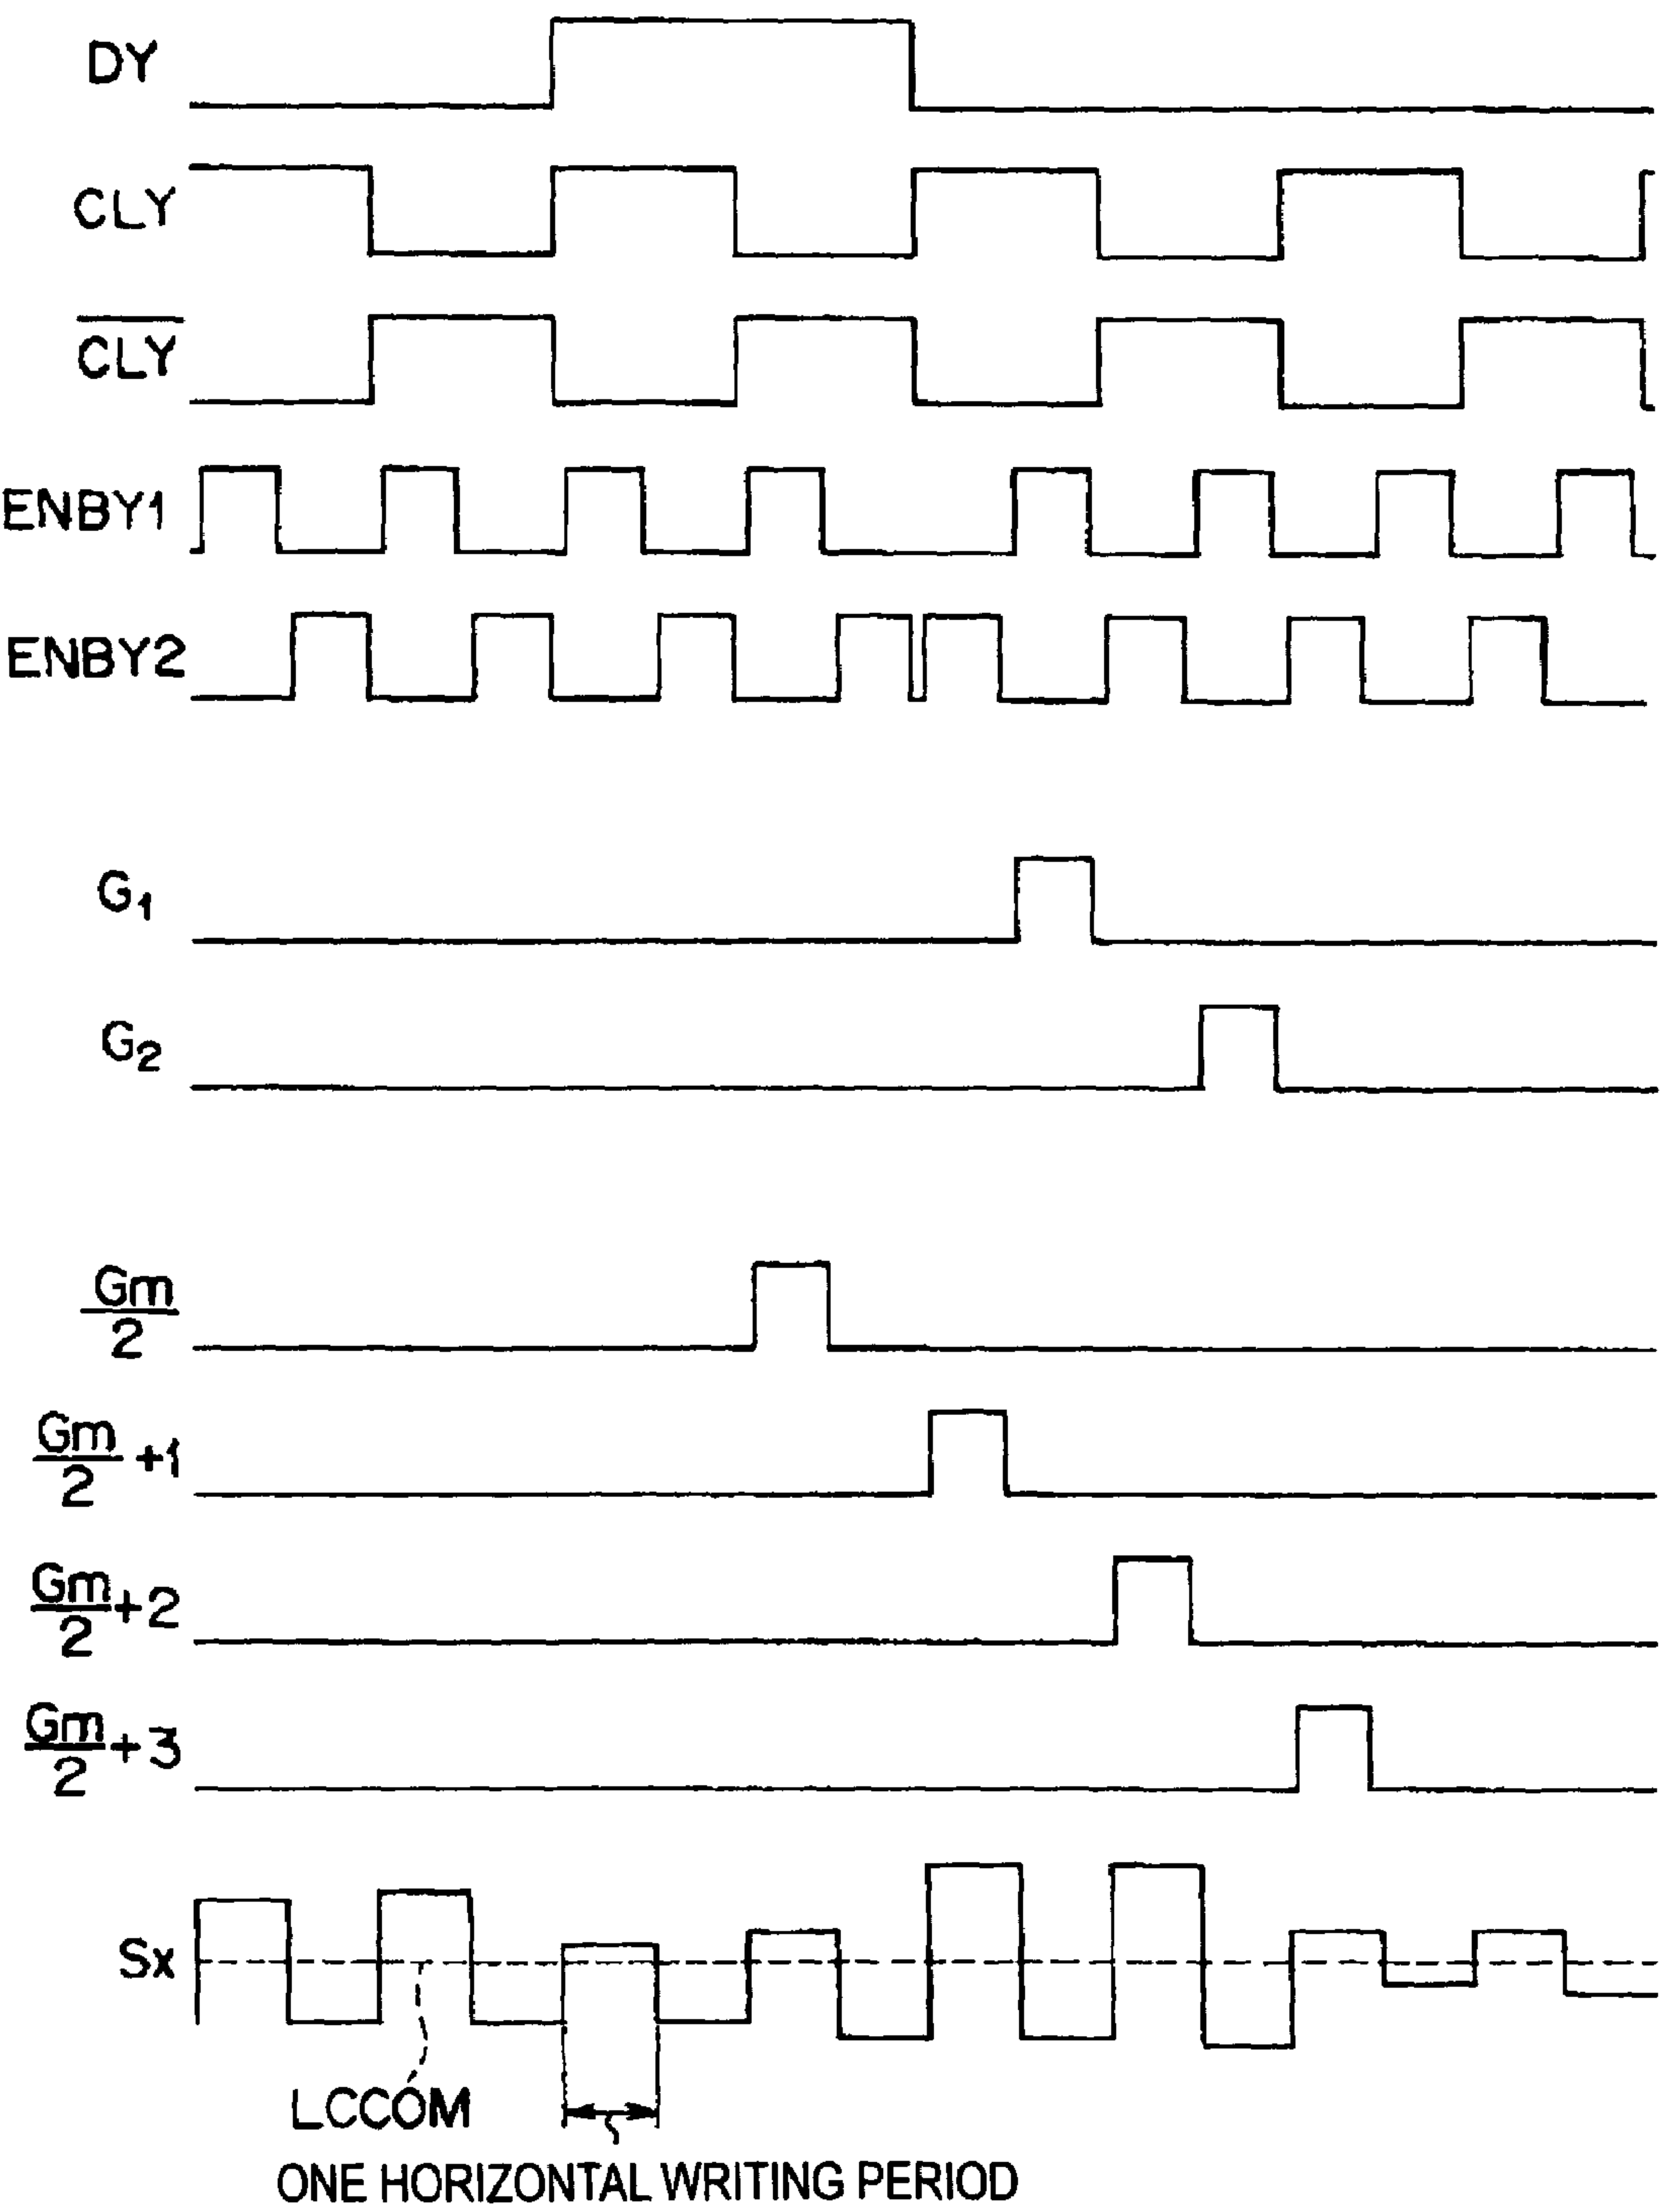 DY
CLY
C̅L̅Y̅
ENBY1
ENBY2
G₁
G₂
Gm
2
Gm
2
+1
Gm
2
+2
Gm
2
+3
Sx
LCCOM
ONE HORIZONTAL WRITING PERIOD